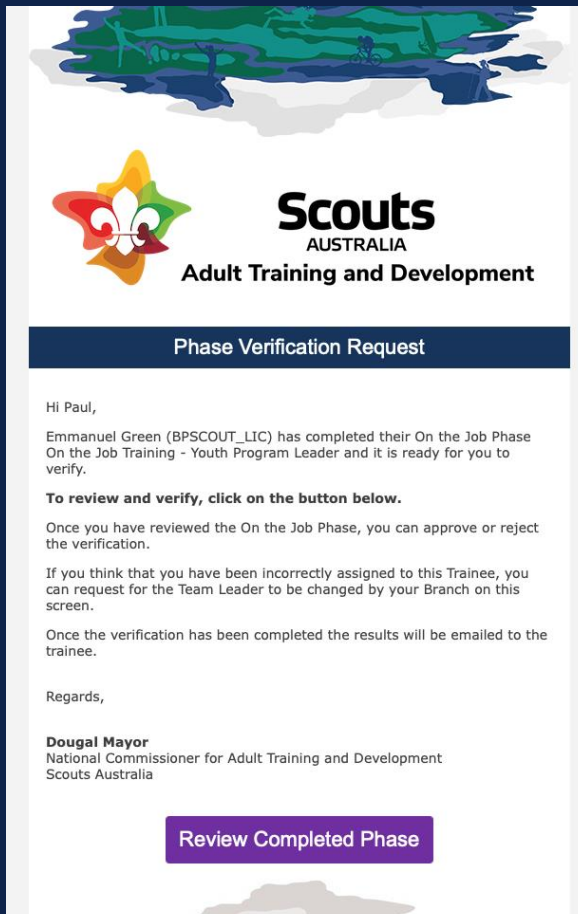 Scouts
AUSTRALIA
Adult Training and Development
Phase Verification Request
Hi Paul,
Emmanuel Green (BPSCOUT_LIC) has completed their On the Job Phase
On the Job Training - Youth Program Leader and it is ready for you to
verify.
To review and verify, click on the button below.
Once you have reviewed the On the Job Phase, you can approve or reject
the verification.
If you think that you have been incorrectly assigned to this Trainee, you
can request for the Team Leader to be changed by your Branch on this
screen.
Once the verification has been completed the results will be emailed to the
trainee.
Regards,
Dougal Mayor
National Commissioner for Adult Training and Development
Scouts Australia
Review Completed Phase